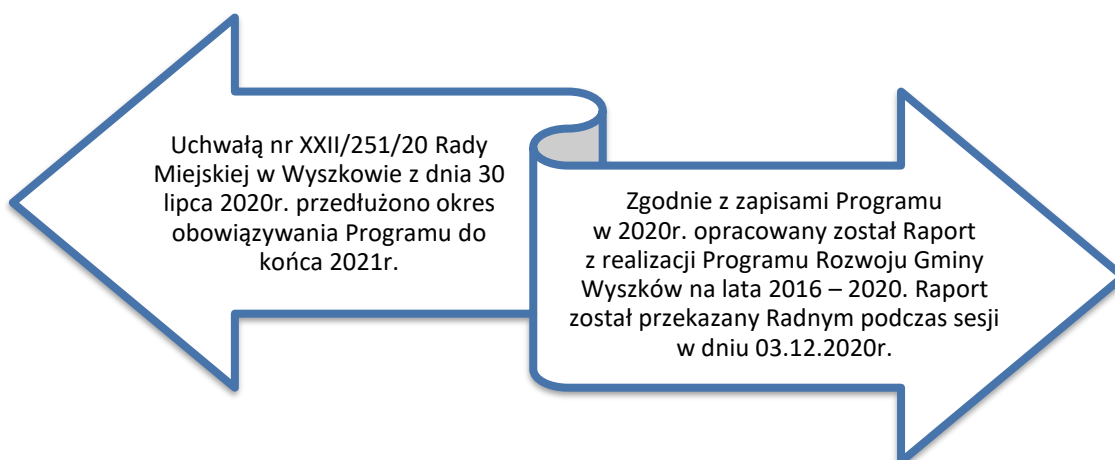 Uchwałą nr XXII/251/20 Rady
Miejskiej w Wyszkowie z dnia 30
lipca 2020r. przedłużono okres
obowiązywania Programu do
końca 2021r.
Zgodnie z zapisami Programu
w 2020r. opracowany został Raport
z realizacji Programu Rozwoju Gminy
Wyszków na lata 2016 – 2020. Raport
został przekazany Radnym podczas sesji
w dniu 03.12.2020r.